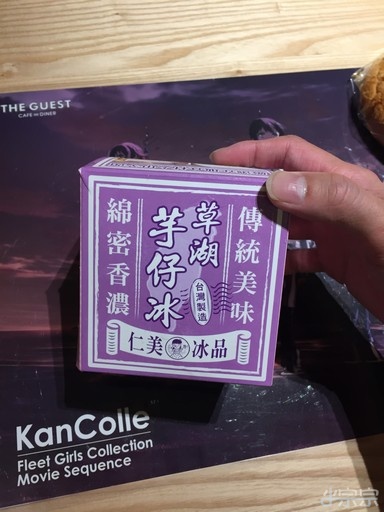 THE GUEST
CAFE ᴵᴺ DINER
傳統美味
草湖
芋仔冰
台灣製造
綿密香濃
仁美 冰品
KanColle
Fleet Girls Collection
Movie Sequence